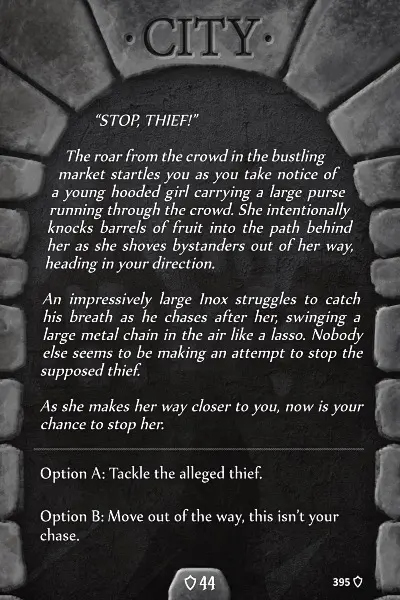 · CITY ·
“STOP, THIEF!”
The roar from the crowd in the bustling
market startles you as you take notice of
a young hooded girl carrying a large purse
running through the crowd. She intentionally
knocks barrels of fruit into the path behind
her as she shoves bystanders out of her way,
heading in your direction.
An impressively large Inox struggles to catch
his breath as he chases after her, swinging a
large metal chain in the air like a lasso. Nobody
else seems to be making an attempt to stop the
supposed thief.
As she makes her way closer to you, now is your
chance to stop her.
Option A: Tackle the alleged thief.
Option B: Move out of the way, this isn’t your
chase.
44
395